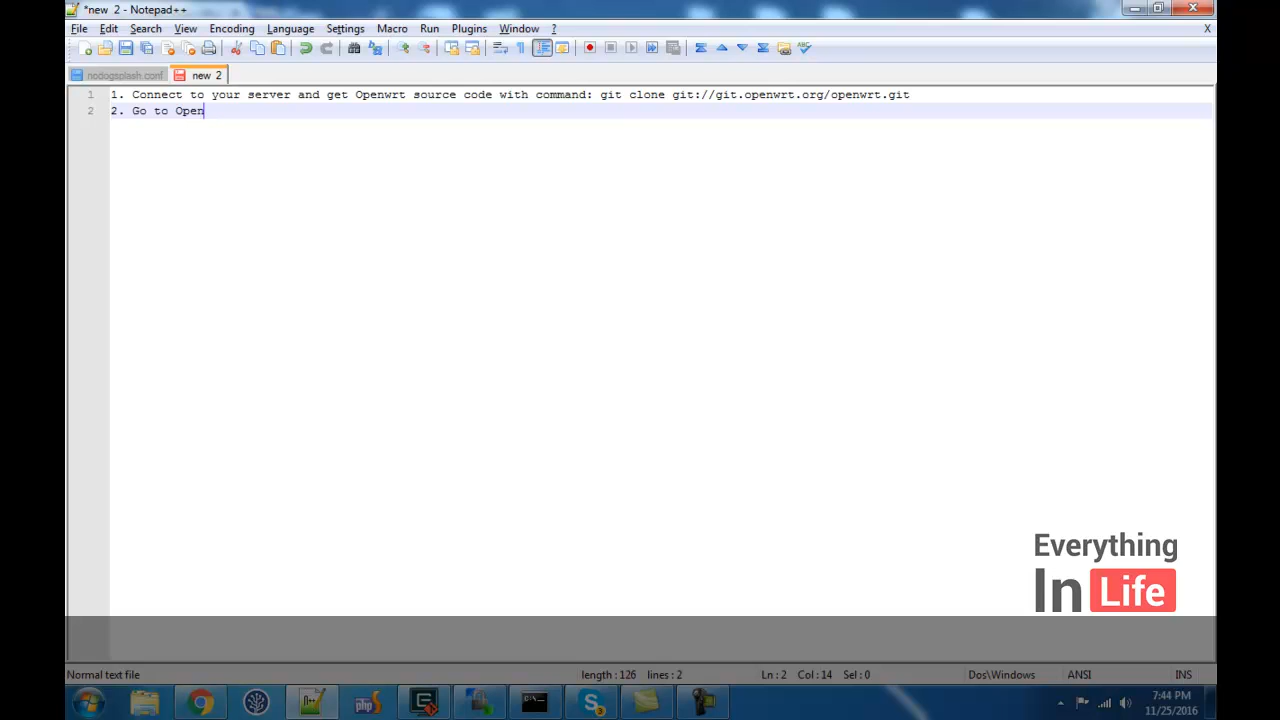 *new  2 - Notepad++
File Edit Search View Encoding Language Settings Macro Run Plugins Window ? X
nodogsplash.conf new 2
1 1. Connect to your server and get Openwrt source code with command: git clone git://git.openwrt.org/openwrt.git
2 2. Go to Open
Everything
In Life
Normal text file length : 126 lines : 2 Ln : 2 Col : 14 Sel : 0 Dos\Windows ANSI INS
7:44 PM
11/25/2016